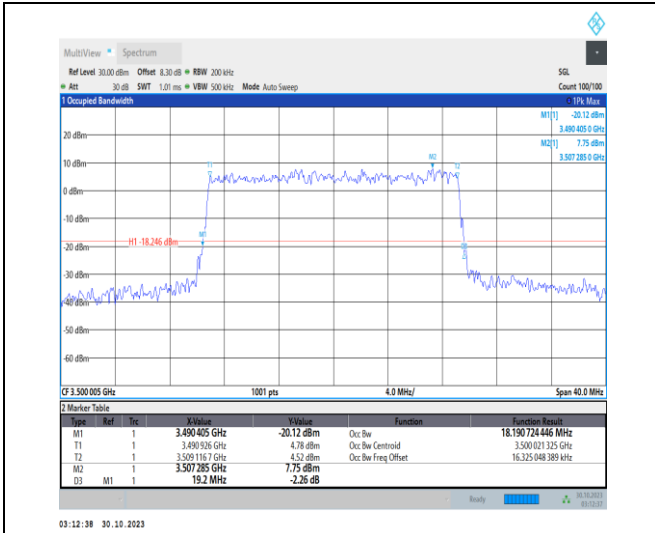 MultiView Spectrum
Ref Level 30.00 dBm Offset 8.30 dB RBW 200 kHz SGL
Att 30 dB SWT 1.01 ms VBW 500 kHz Mode Auto Sweep Count 100/100
1 Occupied Bandwidth 1Pk Max
M1[1] -20.12 dBm
3.490 405 0 GHz
M2[1] 7.75 dBm
3.507 285 0 GHz
20 dBm
M2
T1 T2
10 dBm
0 dBm
-10 dBm
H1 -18.246 dBm
-20 dBm
-30 dBm
-40 dBm
-50 dBm
-60 dBm
CF 3.500 005 GHz 1001 pts 4.0 MHz/ Span 40.0 MHz
2 Marker Table
Type Ref Trc X-Value Y-Value Function Function Result
M1 1 3.490 405 GHz -20.12 dBm Occ Bw 18.190 724 446 MHz
T1 1 3.490 926 GHz 4.78 dBm Occ Bw Centroid 3.500 021 325 GHz
T2 1 3.509 116 7 GHz 4.52 dBm Occ Bw Freq Offset 16.325 048 389 kHz
M2 1 3.507 285 GHz 7.75 dBm
D3 M1 1 19.2 MHz -2.26 dB
Ready 30.10.2023
03:12:37
03:12:38 30.10.2023